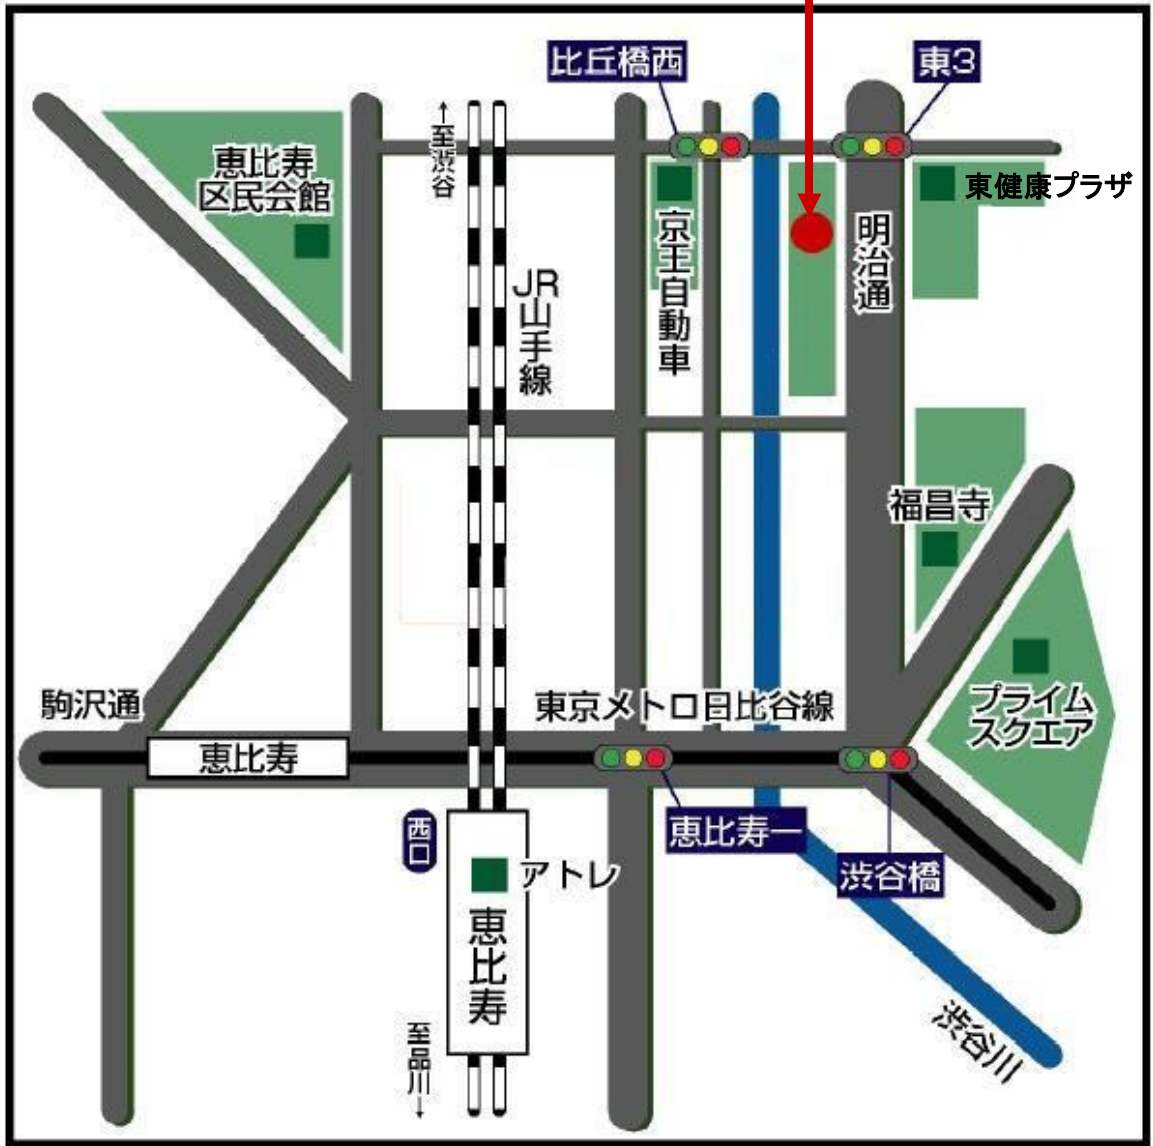 比丘橋西
東3
↑至渋谷
恵比寿
区民会館
東健康プラザ
京王自動車
明治通
JR山手線
福昌寺
駒沢通
東京メトロ日比谷線
プライム
スクエア
恵比寿
西口
恵比寿一
アトレ
渋谷橋
恵比寿
渋谷川
至品川↓